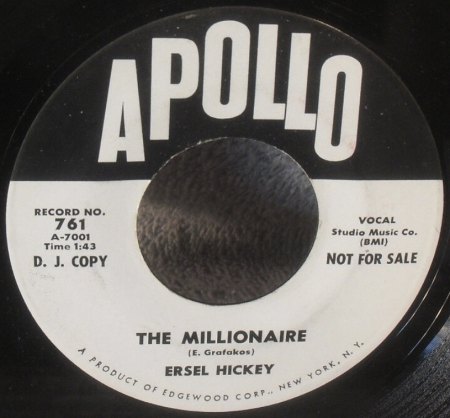 APOLLO
RECORD NO.
761
A-7001
Time 1:43
D. J. COPY
VOCAL
Studio Music Co.
(BMI)
NOT FOR SALE
THE MILLIONAIRE
(E. Grafakos)
ERSEL HICKEY
A PRODUCT OF EDGEWOOD CORP., NEW YORK, N. Y.